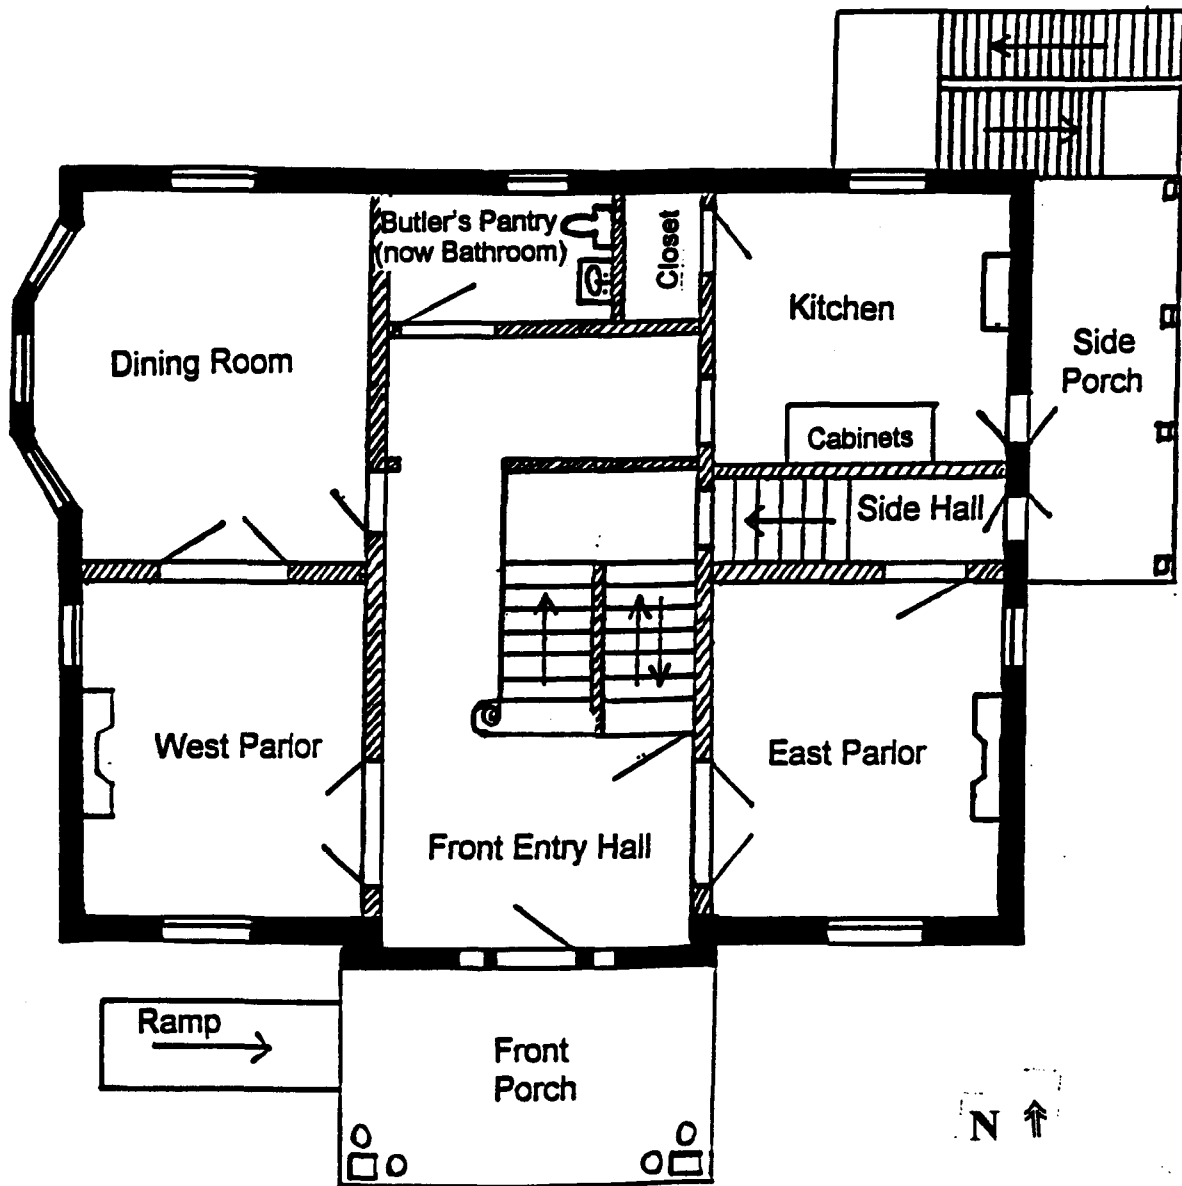 Butler's Pantry
(now Bathroom)
Closet
Kitchen
Dining Room
Side
Porch
Cabinets
Side Hall
West Parlor
East Parlor
Front Entry Hall
Ramp
Front
Porch
N